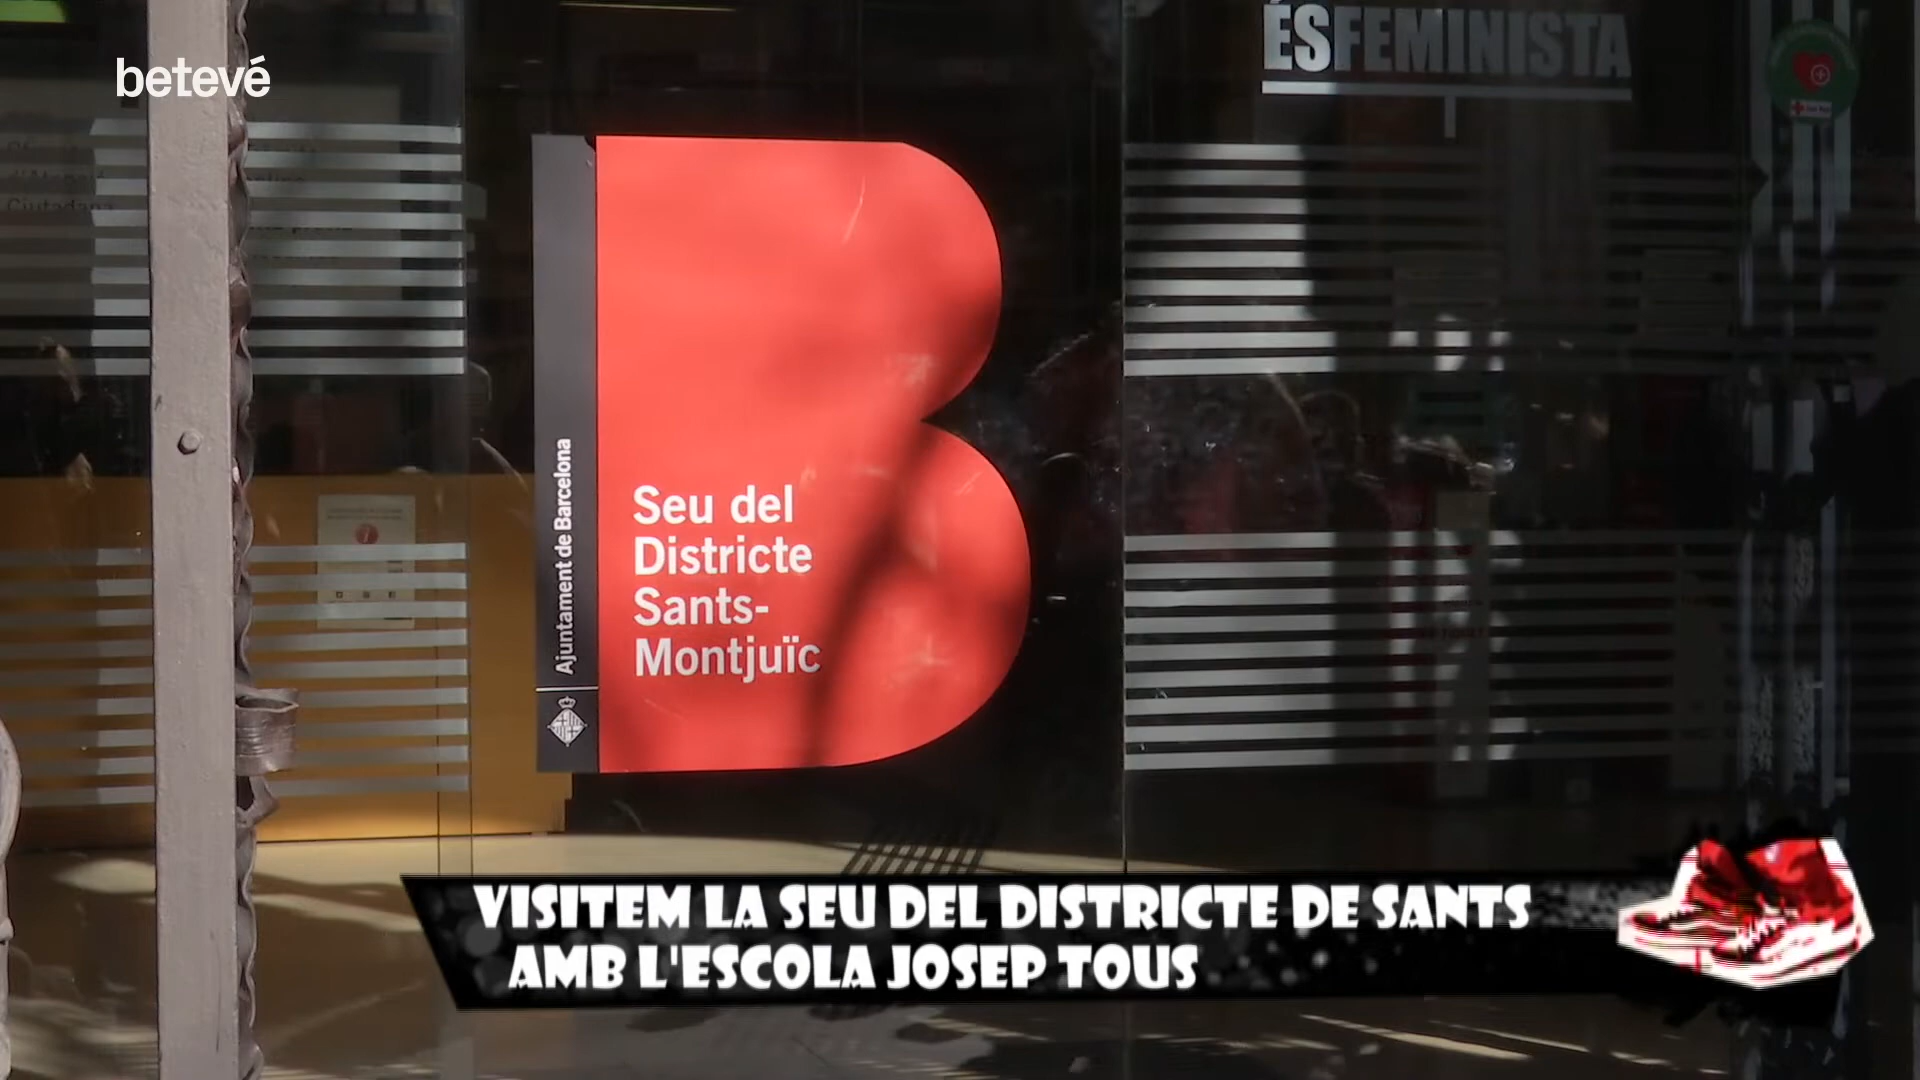 betevé
ÉSFEMINISTA
Ciutadana
Ajuntament de Barcelona
Seu del
Districte
Sants-
Montjuïc
VISITEM LA SEU DEL DISTRICTE DE SANTS
AMB L'ESCOLA JOSEP TOUS